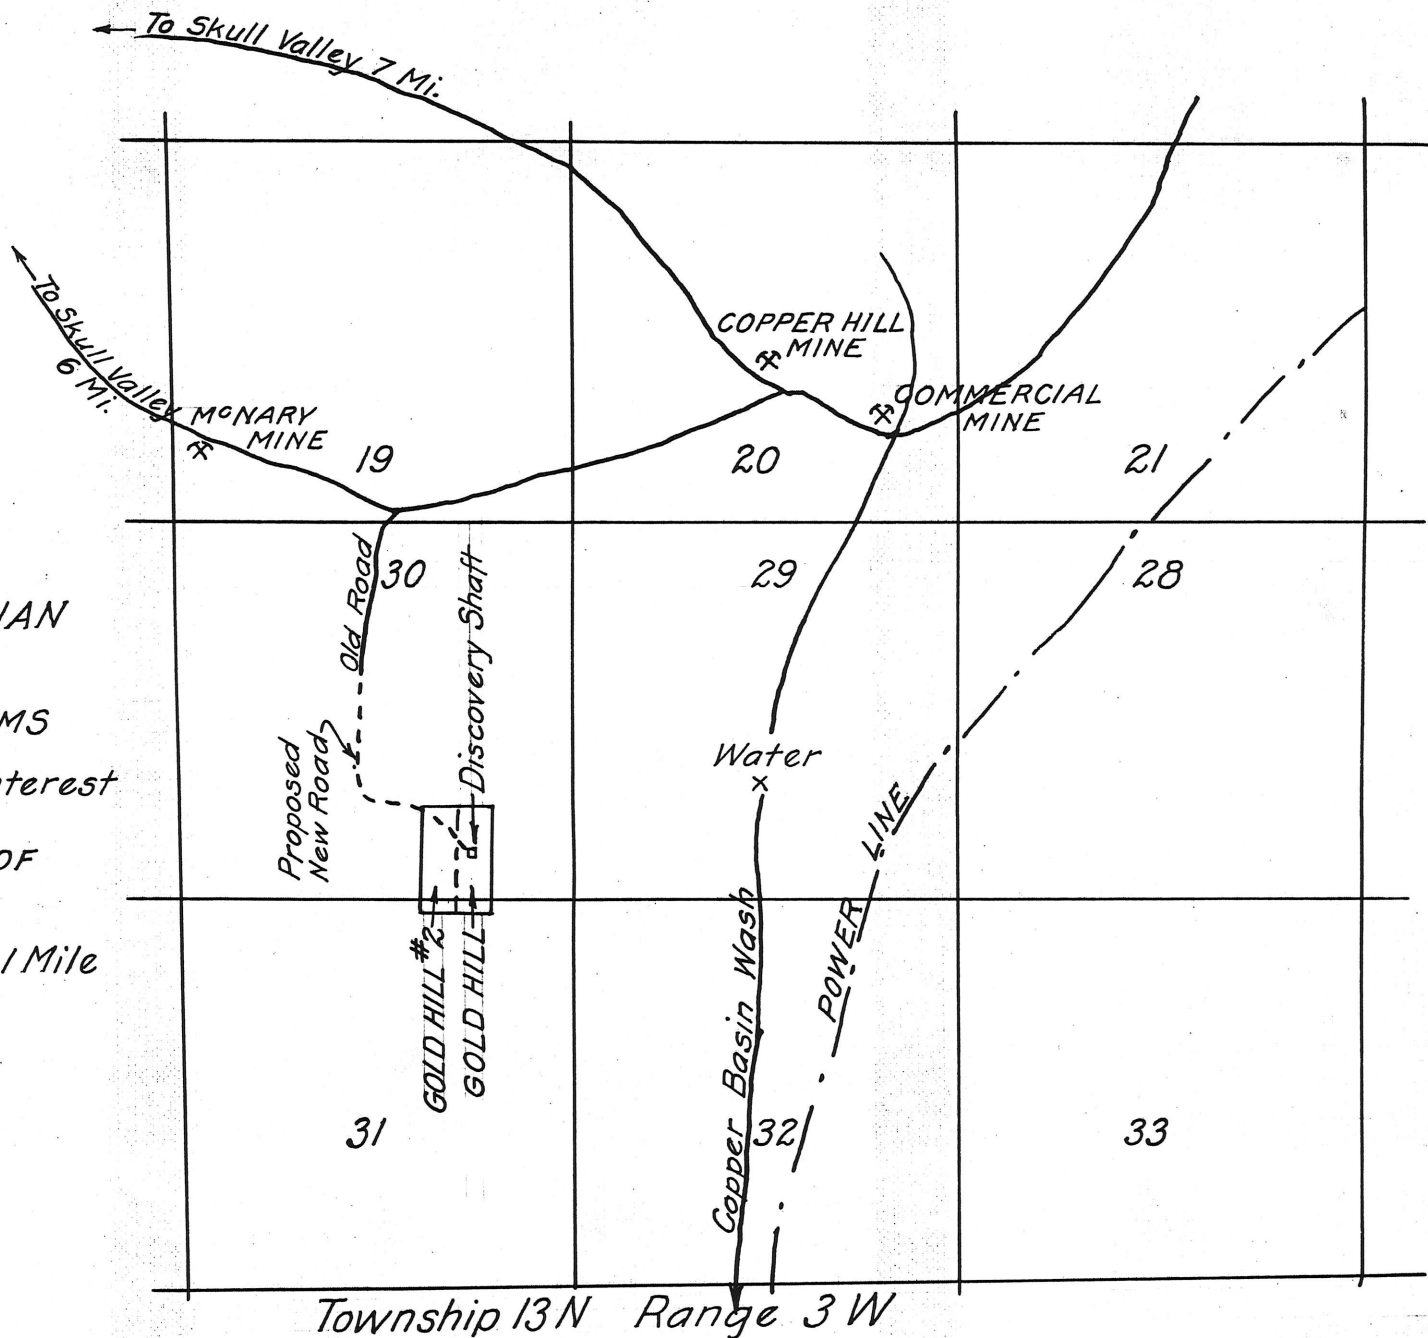 To Skull Valley 7 Mi.
To Skull Valley
6 Mi.
COPPER HILL
MINE
COMMERCIAL
MINE
McNARY
MINE
19
20
21
30
29
28
Old Road
Discovery Shaft
MS
Water
Proposed
New Road
LINE
OF
POWER
1 Mile
GOLD HILL #2
GOLD HILL
Copper Basin Wash
31
32
33
Township 13 N Range 3 W